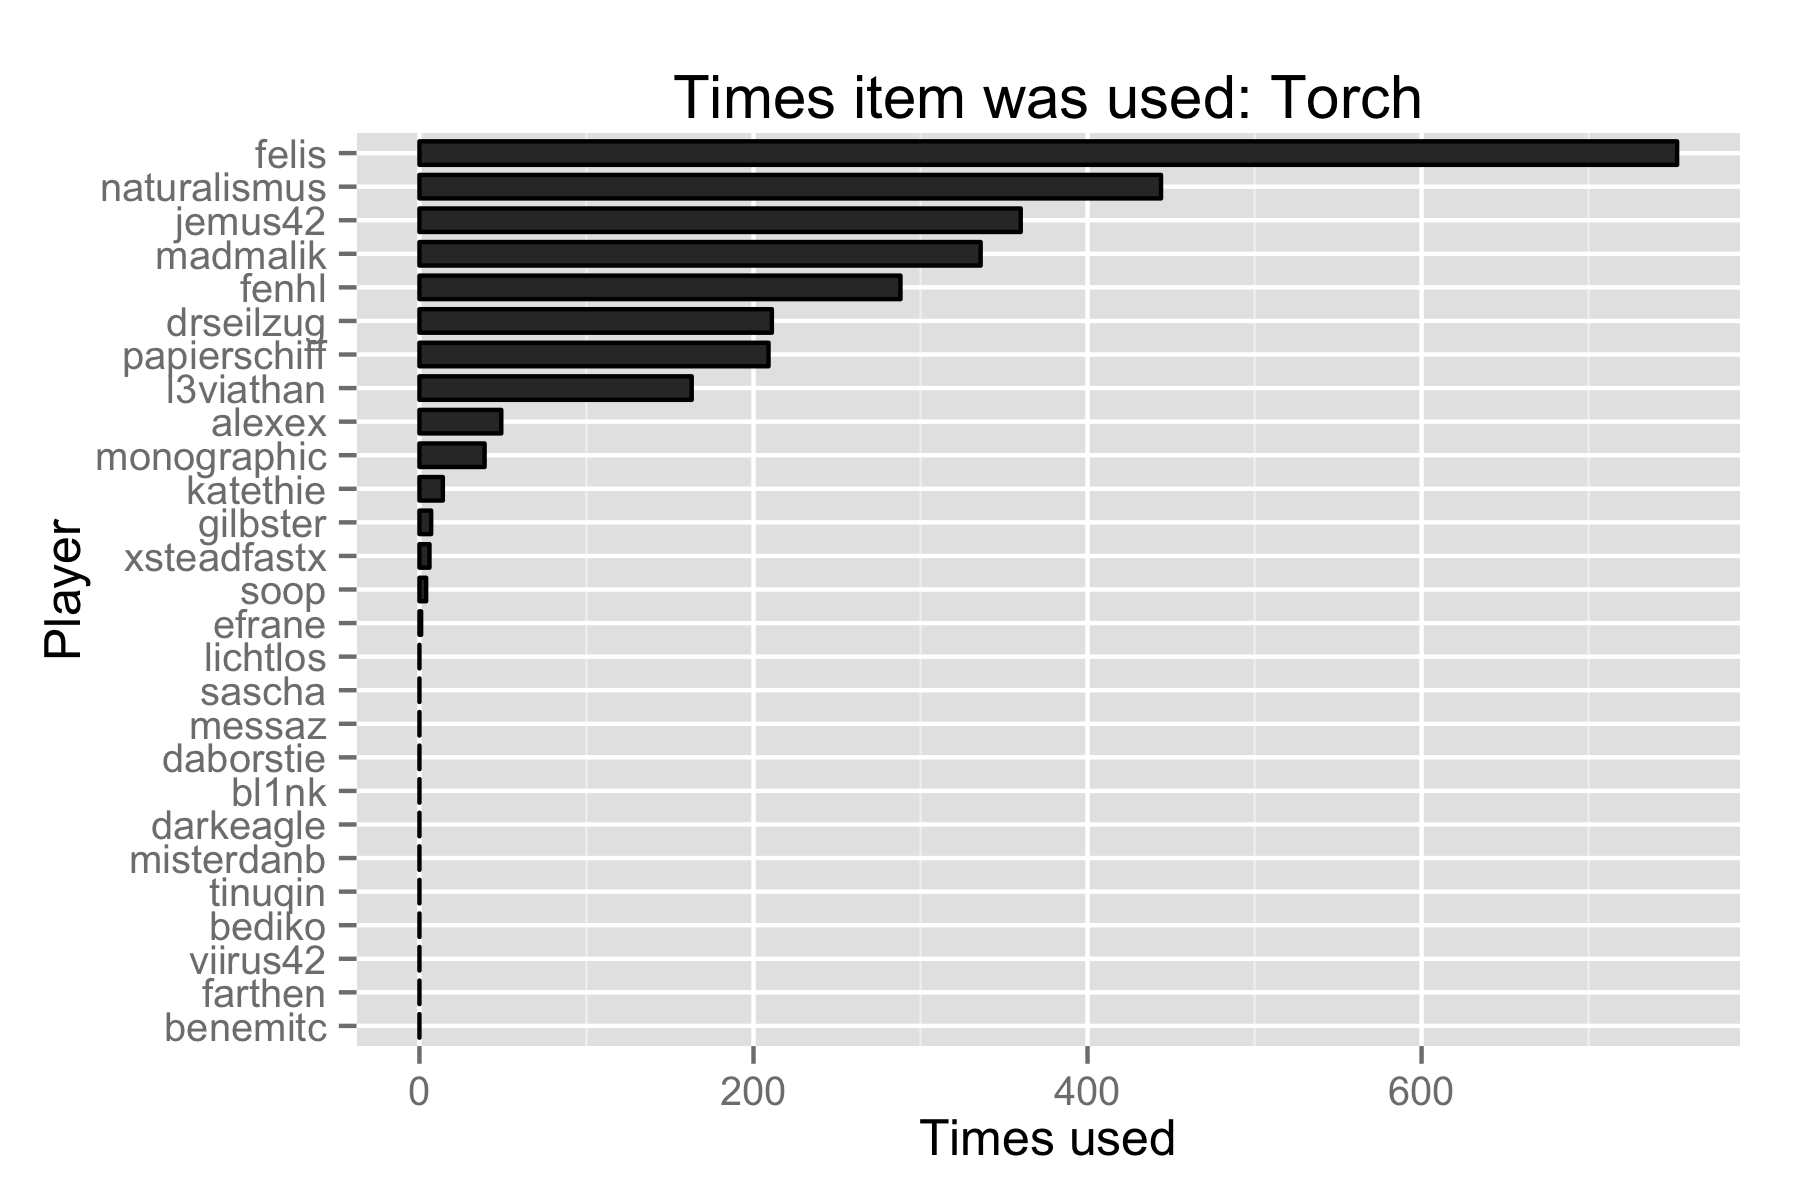 Times item was used: Torch
felis
naturalismus
jemus42
madmalik
fenhl
drseilzug
papierschiff
l3viathan
alexex
monographic
katethie
gilbster
xsteadfastx
soop
efrane
lichtlos
sascha
messaz
daborstie
bl1nk
darkeagle
misterdanb
tinuqin
bediko
viirus42
farthen
benemitc
Player
0 200 400 600
Times used